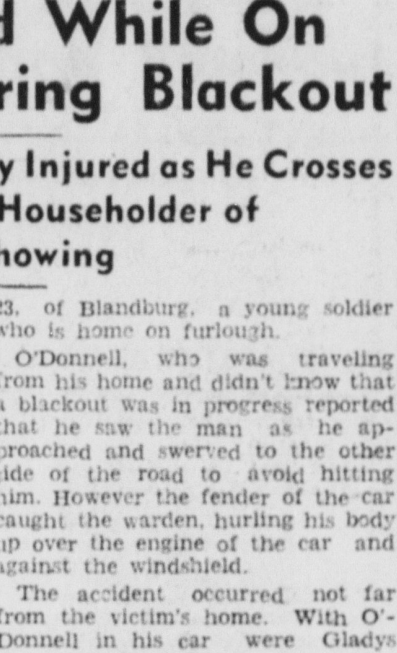 d While On
ring Blackout
y Injured as He Crosses
Householder of
howing
23, of Blandburg, a young soldier
who is home on furlough.
O'Donnell, who was traveling
from his home and didn't know that
a blackout was in progress reported
that he saw the man as he ap-
proached and swerved to the other
side of the road to avoid hitting
him. However the fender of the car
caught the warden, hurling his body
up over the engine of the car and
against the windshield.
The accident occurred not far
from the victim's home. With O'-
Donnell in his car were Gladys